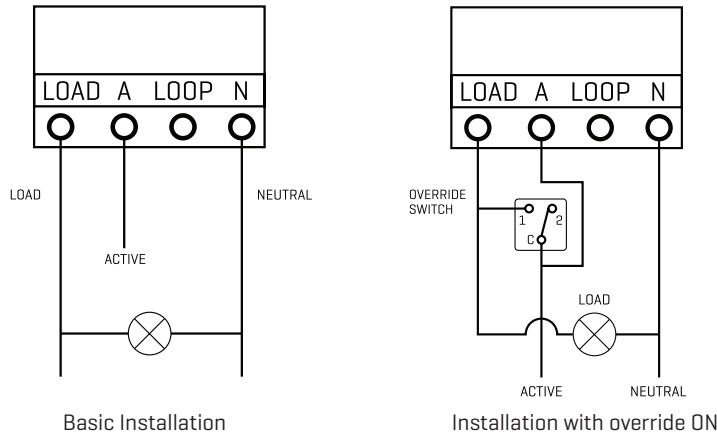 LOAD A LOOP N
LOAD
NEUTRAL
ACTIVE
Basic Installation
LOAD A LOOP N
OVERRIDE
SWITCH
1 2
C
LOAD
ACTIVE
NEUTRAL
Installation with override ON